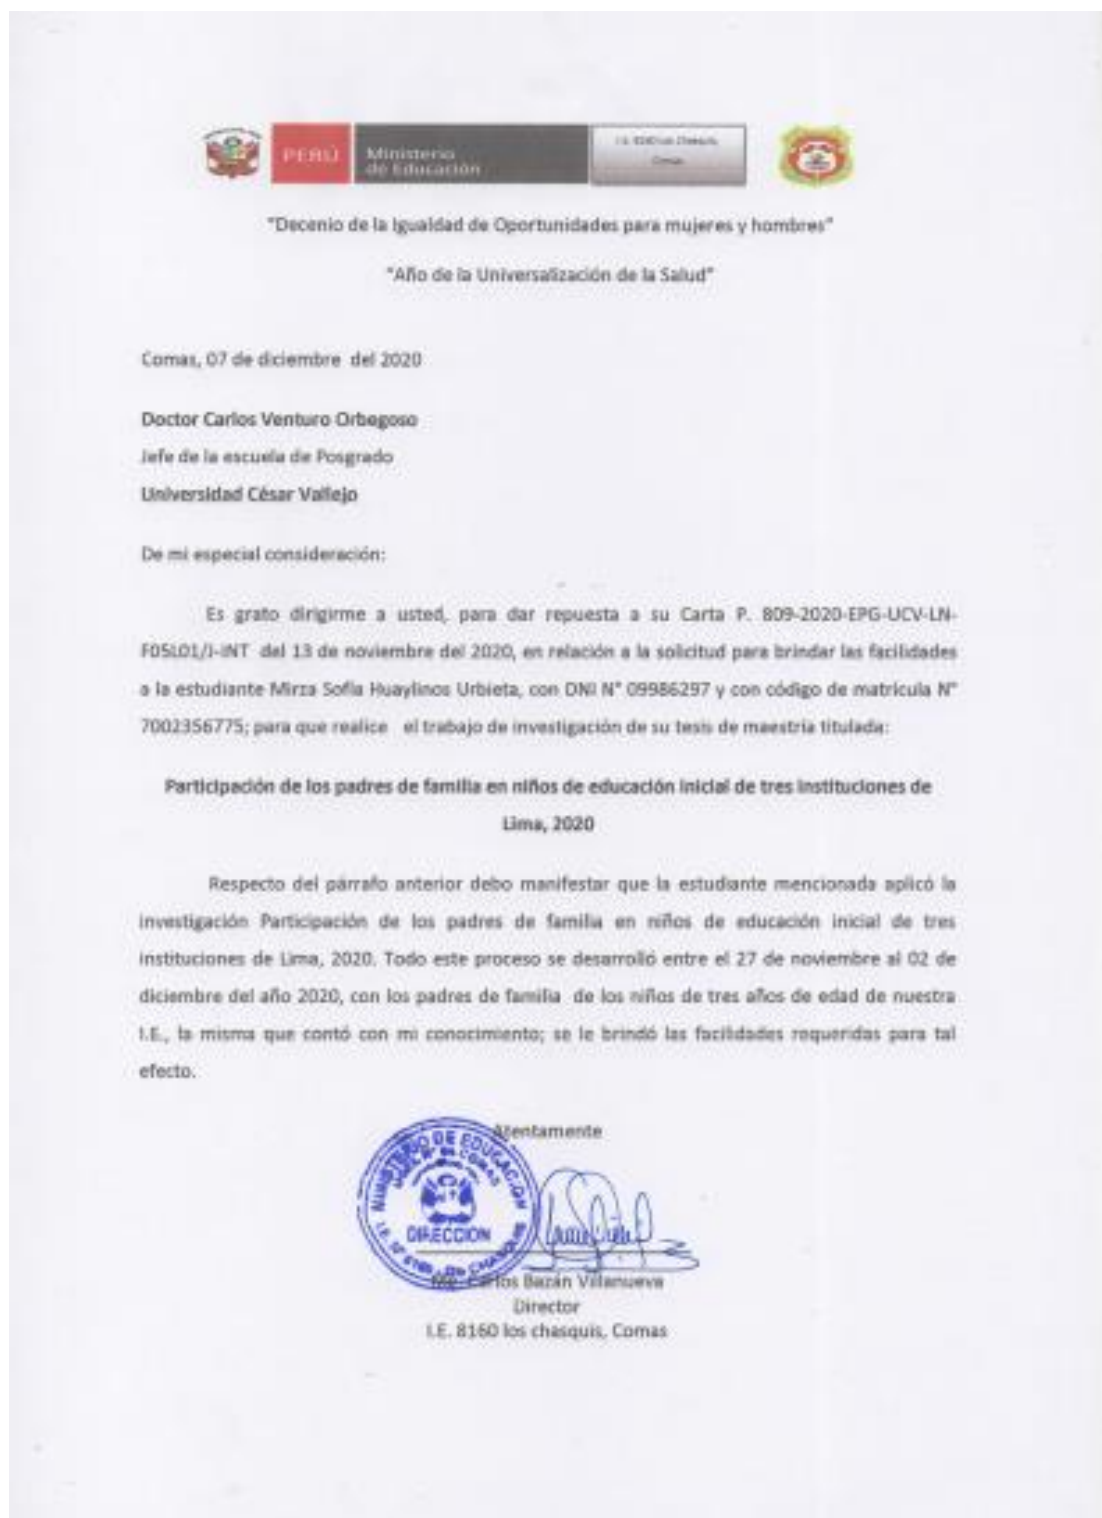 PERÚ
Ministerio
de Educación
I.E. 8160 Los Chasquis,
Comas
"Decenio de la Igualdad de Oportunidades para mujeres y hombres"
"Año de la Universalización de la Salud"
Comas, 07 de diciembre del 2020
Doctor Carlos Venturo Orbegoso
Jefe de la escuela de Posgrado
Universidad César Vallejo
De mi especial consideración:
Es grato dirigirme a usted, para dar repuesta a su Carta P. 809-2020-EPG-UCV-LN-
F05L01/J-INT del 13 de noviembre del 2020, en relación a la solicitud para brindar las facilidades
a la estudiante Mirza Sofía Huaylinos Urbieta, con DNI N° 09986297 y con código de matrícula N°
7002356775; para que realice el trabajo de investigación de su tesis de maestría titulada:
Participación de los padres de familia en niños de educación inicial de tres instituciones de
Lima, 2020
Respecto del párrafo anterior debo manifestar que la estudiante mencionada aplicó la
investigación Participación de los padres de familia en niños de educación inicial de tres
instituciones de Lima, 2020. Todo este proceso se desarrolló entre el 27 de noviembre al 02 de
diciembre del año 2020, con los padres de familia de los niños de tres años de edad de nuestra
I.E., la misma que contó con mi conocimiento; se le brindó las facilidades requeridas para tal
efecto.
Atentamente
MINISTERIO DE EDUCACIÓN
DIRECCION
Mg. Carlos Bazán Villanueva
Director
I.E. 8160 los chasquis, Comas